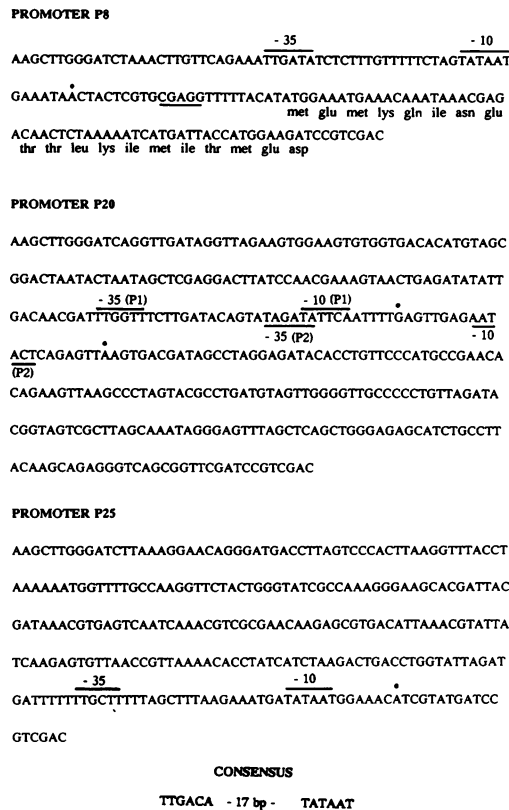 PROMOTER P8
- 35 - 10
AAGCTTGGGATCTAAACTTGTTCAGAAATTGATATCTCTTTGTTTTTCTAGTATAAT
GAAATAACTACTCGTGCGAGGTTTTTACATATGGAAATGAAACAAATAAACGAG
met glu met lys gln ile asn glu
ACAACTCTAAAAATCATGATTACCATGGAAGATCCGTCGAC
thr thr leu lys ile met ile thr met glu asp
PROMOTER P20
AAGCTTGGGATCAGGTTGATAGGTTAGAAGTGGAAGTGTGGTGACACATGTAGC
GGACTAATACTAATAGCTCGAGGACTTATCCAACGAAAGTAACTGAGATATATT
- 35 (P1) - 10 (P1)
GACAACGATTTGGTTTCTTGATACAGTATAGATATTCAATTTTGAGTTGAGAAT
- 35 (P2) - 10
ACTCAGAGTTAAGTGACGATAGCCTAGGAGATACACCTGTTCCCATGCCGAACA
(P2)
CAGAAGTTAAGCCCTAGTACGCCTGATGTAGTTGGGGTTGCCCCCTGTTAGATA
CGGTAGTCGCTTAGCAAATAGGGAGTTTAGCTCAGCTGGGAGAGCATCTGCCTT
ACAAGCAGAGGGTCAGCGGTTCGATCCGTCGAC
PROMOTER P25
AAGCTTGGGATCTTAAAGGAACAGGGATGACCTTAGTCCCACTTAAGGTTTACCT
AAAAAATGGTTTTGCCAAGGTTCTACTGGGTATCGCCAAAGGGAAGCACGATTAC
GATAAACGTGAGTCAATCAAACGTCGCGAACAAGAGCGTGACATTAAACGTATTA
TCAAGAGTGTTAACCGTTAAAACACCTATCATCTAAGACTGACCTGGTATTAGAT
- 35 - 10
GATTTTTTTTGCTTTTTAGCTTTAAGAAATGATATAATGGAAACATCGTATGATCC
GTCGAC
CONSENSUS
TTGACA - 17 bp - TATAAT